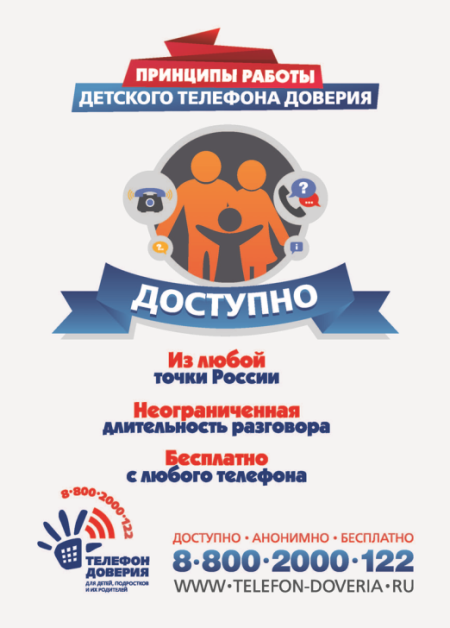 ПРИНЦИПЫ РАБОТЫ
ДЕТСКОГО ТЕЛЕФОНА ДОВЕРИЯ
?
...
i
ДОСТУПНО
Из любой
точки России
Неограниченная
длительность разговора
Бесплатно
с любого телефона
8-800-2000-122
ТЕЛЕФОН
ДОВЕРИЯ
ДЛЯ ДЕТЕЙ, ПОДРОСТКОВ
И ИХ РОДИТЕЛЕЙ
ДОСТУПНО • АНОНИМНО • БЕСПЛАТНО
8•800•2000•122
WWW•TELEFON-DOVERIA•RU